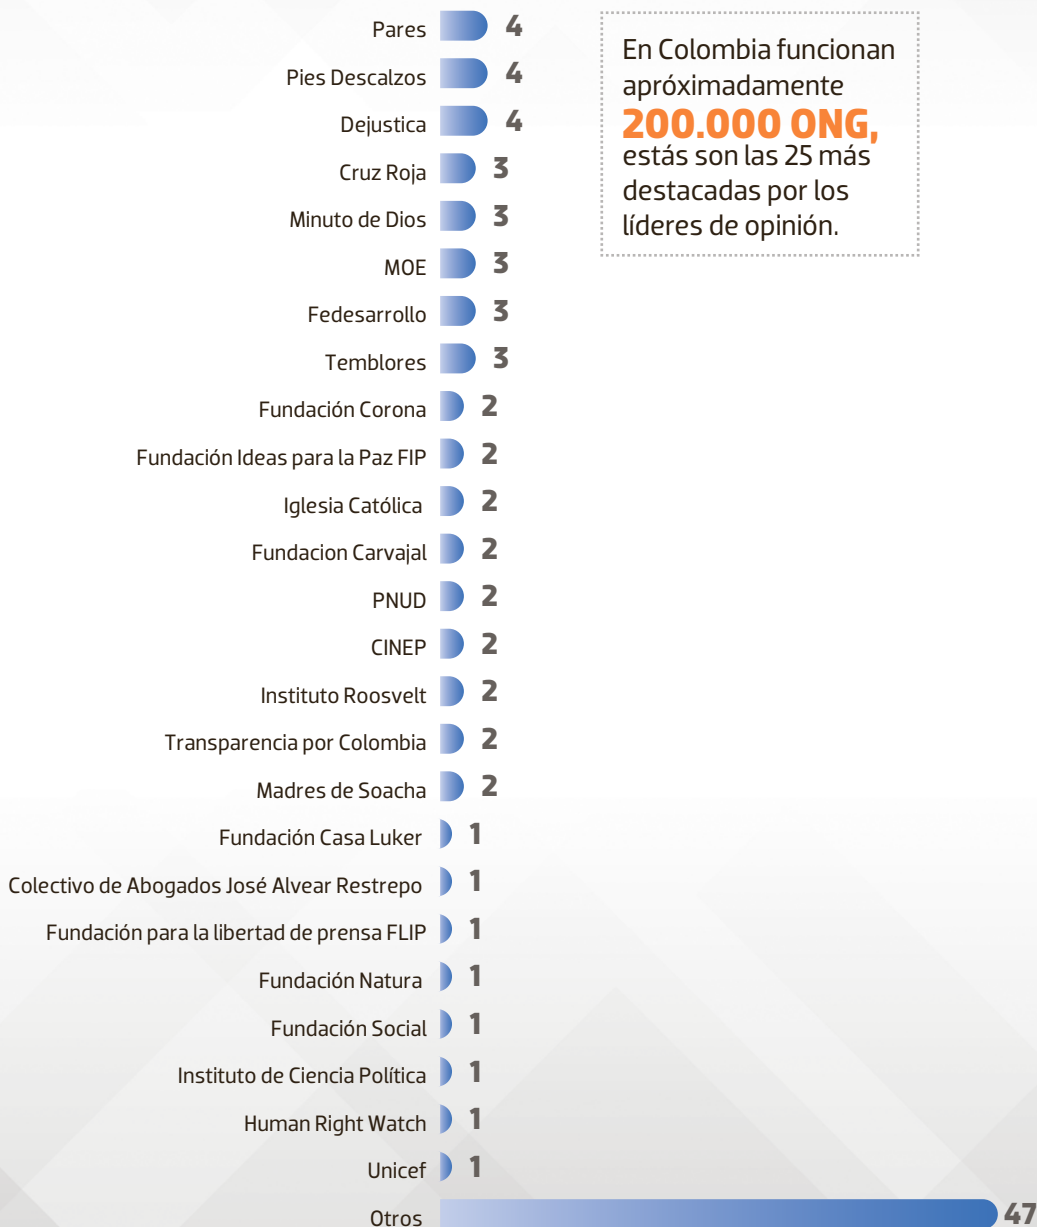 Pares 4
Pies Descalzos 4
Dejustica 4
Cruz Roja 3
Minuto de Dios 3
MOE 3
Fedesarrollo 3
Temblores 3
Fundación Corona 2
Fundación Ideas para la Paz FIP 2
Iglesia Católica 2
Fundacion Carvajal 2
PNUD 2
CINEP 2
Instituto Roosvelt 2
Transparencia por Colombia 2
Madres de Soacha 2
Fundación Casa Luker 1
Colectivo de Abogados José Alvear Restrepo 1
Fundación para la libertad de prensa FLIP 1
Fundación Natura 1
Fundación Social 1
Instituto de Ciencia Política 1
Human Right Watch 1
Unicef 1
Otros 47
En Colombia funcionan
apróximadamente
200.000 ONG,
estás son las 25 más
destacadas por los
líderes de opinión.